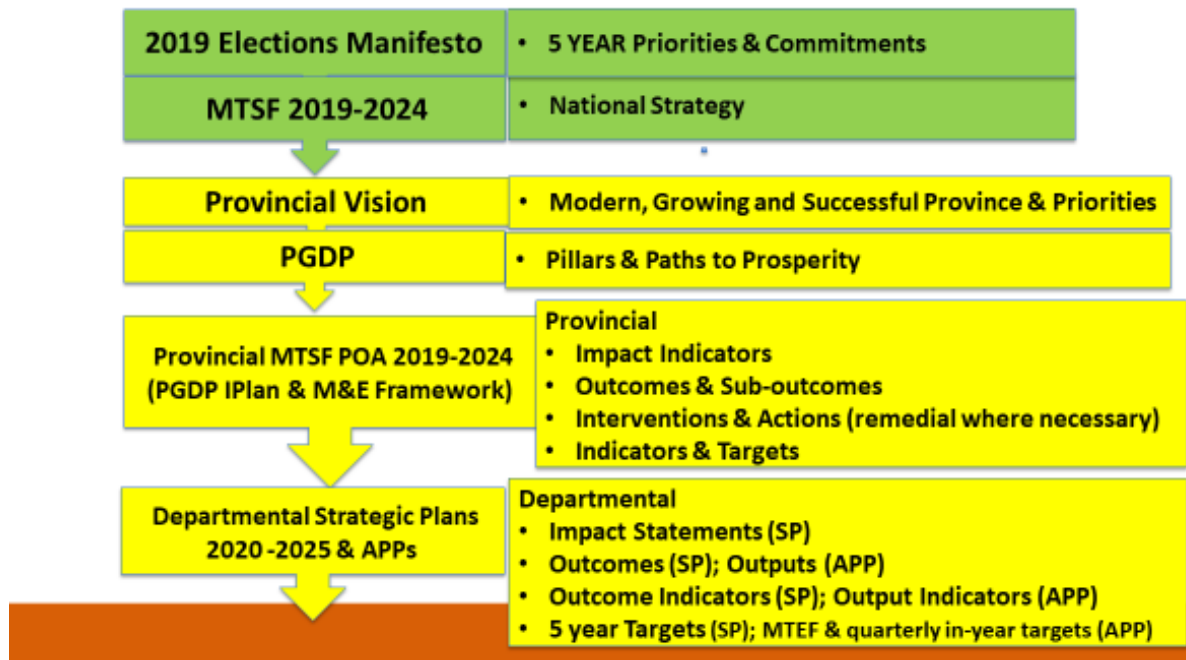 2019 Elections Manifesto
• 5 YEAR Priorities & Commitments
MTSF 2019-2024
• National Strategy
Provincial Vision
• Modern, Growing and Successful Province & Priorities
PGDP
• Pillars & Paths to Prosperity
Provincial MTSF POA 2019-2024
(PGDP IPlan & M&E Framework)
Provincial
• Impact Indicators
• Outcomes & Sub-outcomes
• Interventions & Actions (remedial where necessary)
• Indicators & Targets
Departmental Strategic Plans
2020 -2025 & APPs
Departmental
• Impact Statements (SP)
• Outcomes (SP); Outputs (APP)
• Outcome Indicators (SP); Output Indicators (APP)
• 5 year Targets (SP); MTEF & quarterly in-year targets (APP)